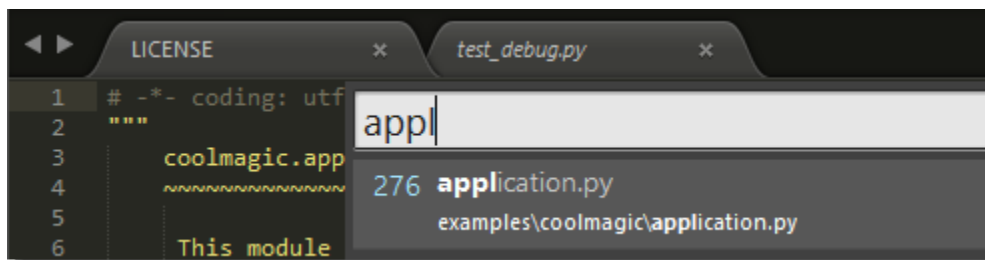 LICENSE × test_debug.py ×
1 # -*- coding: utf
2 """
3 coolmagic.app
4 ~~~~~~~~~~~~~
5
6 This module
appl
276 application.py
examples\coolmagic\application.py